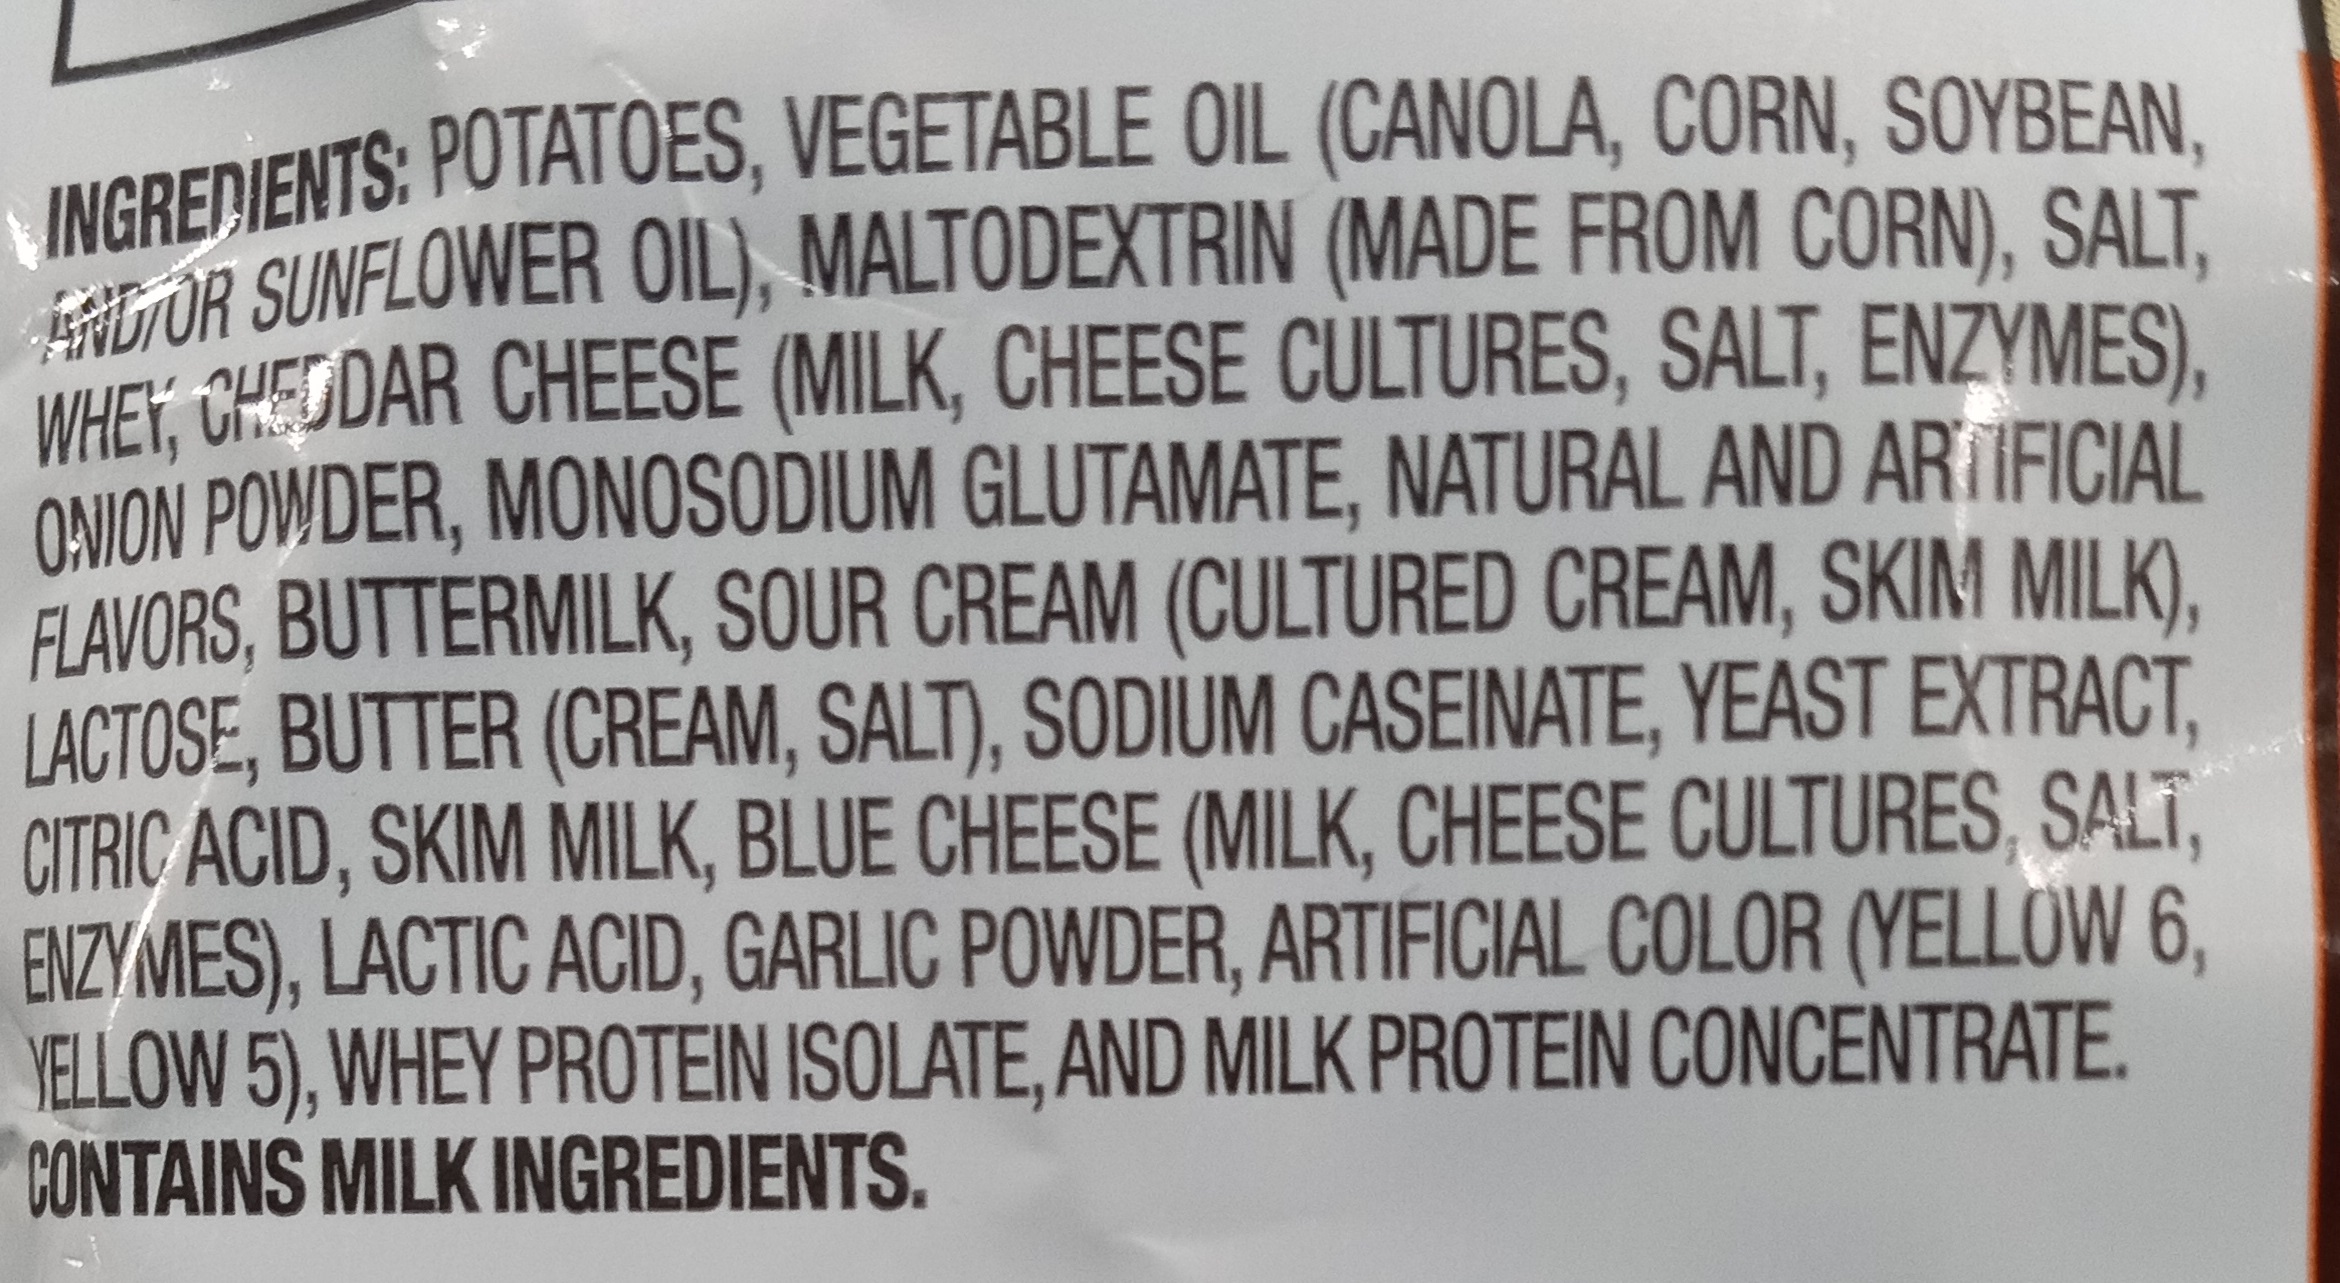 INGREDIENTS: POTATOES, VEGETABLE OIL (CANOLA, CORN, SOYBEAN,
AND/OR SUNFLOWER OIL), MALTODEXTRIN (MADE FROM CORN), SALT,
WHEY, CHEDDAR CHEESE (MILK, CHEESE CULTURES, SALT, ENZYMES),
ONION POWDER, MONOSODIUM GLUTAMATE, NATURAL AND ARTIFICIAL
FLAVORS, BUTTERMILK, SOUR CREAM (CULTURED CREAM, SKIM MILK),
LACTOSE, BUTTER (CREAM, SALT), SODIUM CASEINATE, YEAST EXTRACT,
CITRIC ACID, SKIM MILK, BLUE CHEESE (MILK, CHEESE CULTURES, SALT,
ENZYMES), LACTIC ACID, GARLIC POWDER, ARTIFICIAL COLOR (YELLOW 6,
YELLOW 5), WHEY PROTEIN ISOLATE, AND MILK PROTEIN CONCENTRATE.
CONTAINS MILK INGREDIENTS.